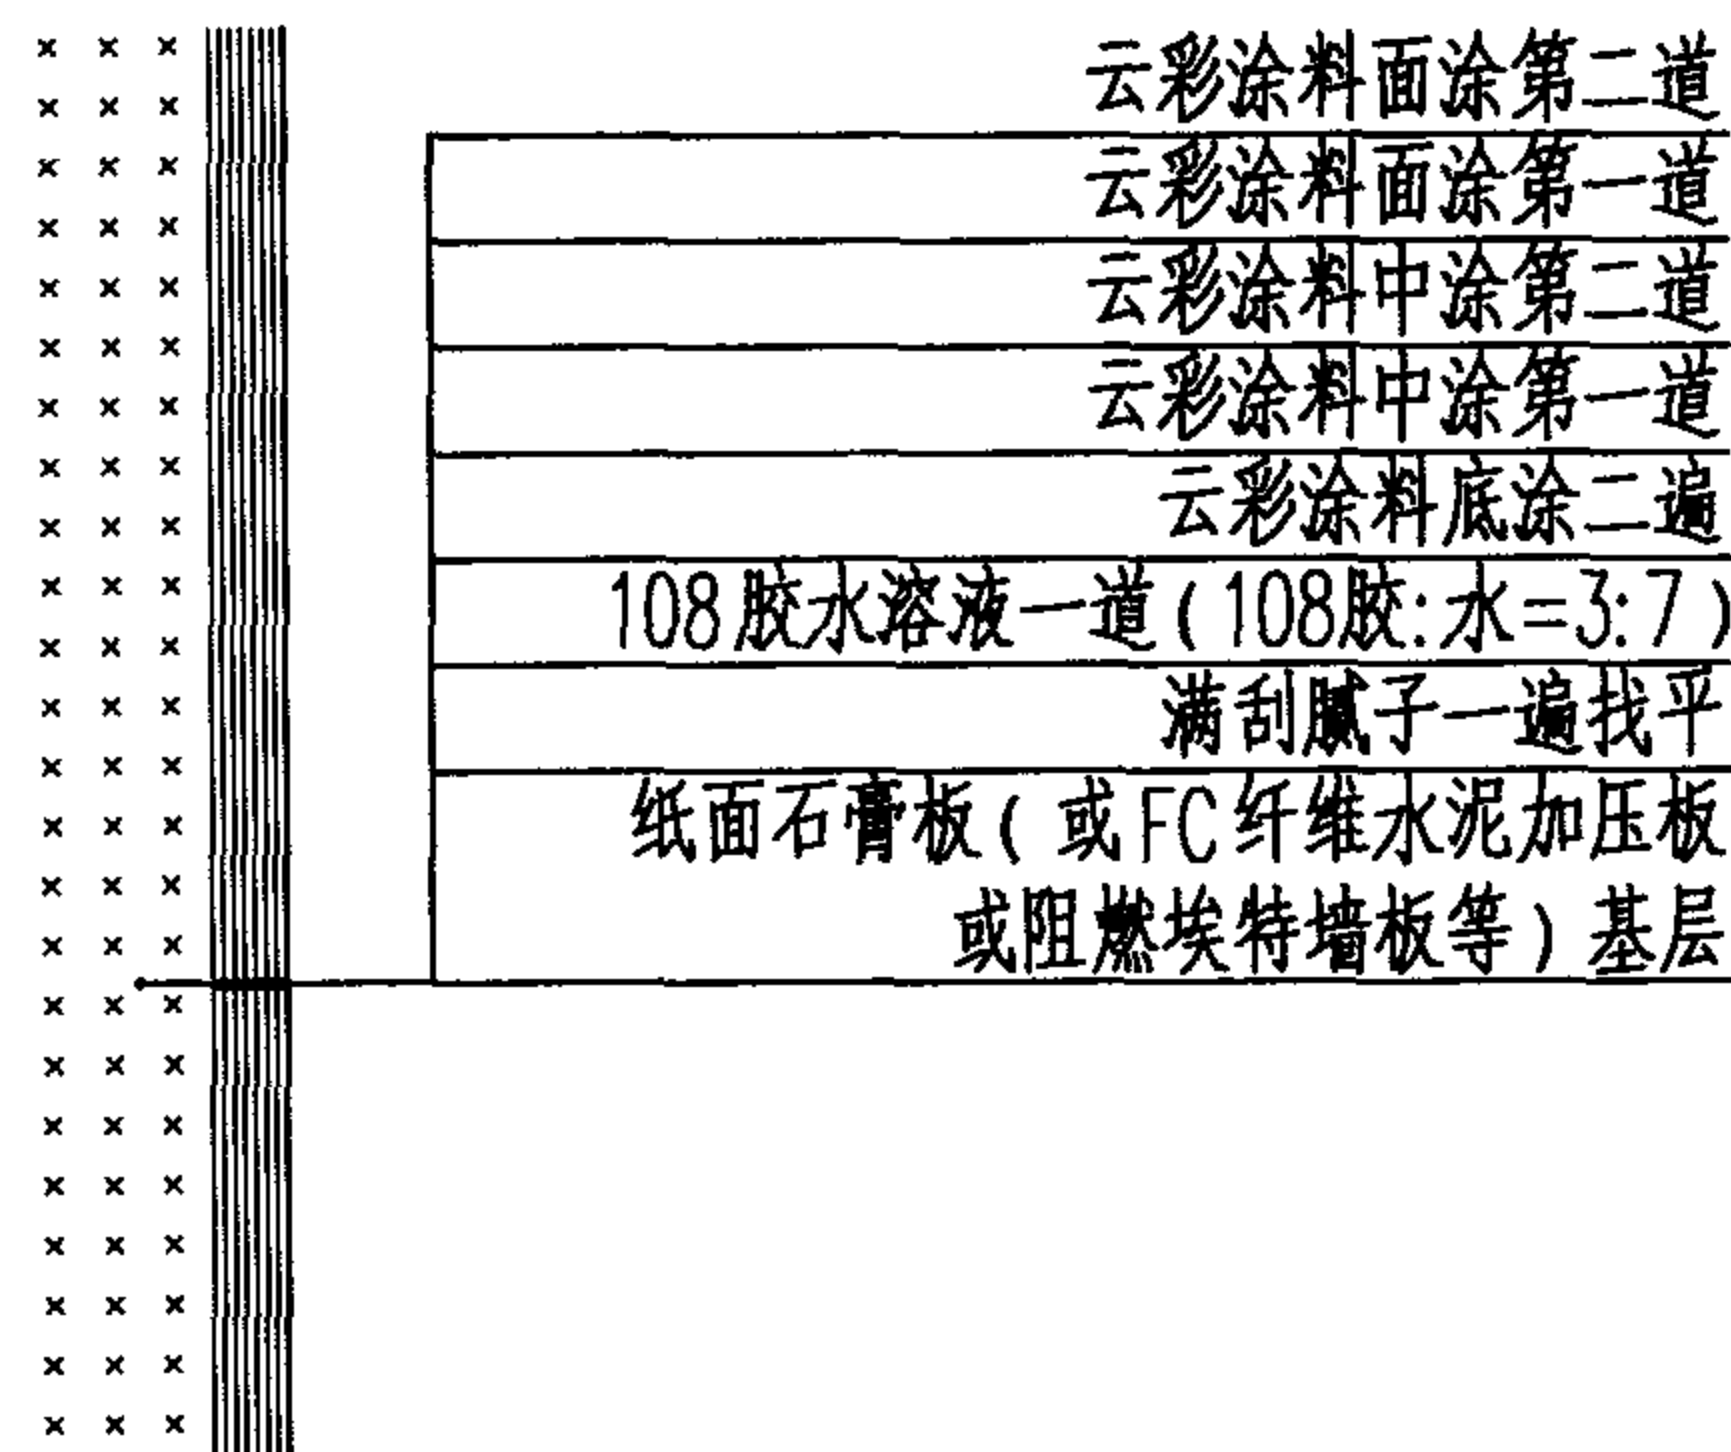 云彩涂料面涂第二道
云彩涂料面涂第一道
云彩涂料中涂第二道
云彩涂料中涂第一道
云彩涂料底涂二遍
108胶水溶液一道(108胶:水=3:7)
满刮腻子一遍找平
纸面石膏板(或FC纤维水泥加压板
或阻燃埃特墙板等)基层